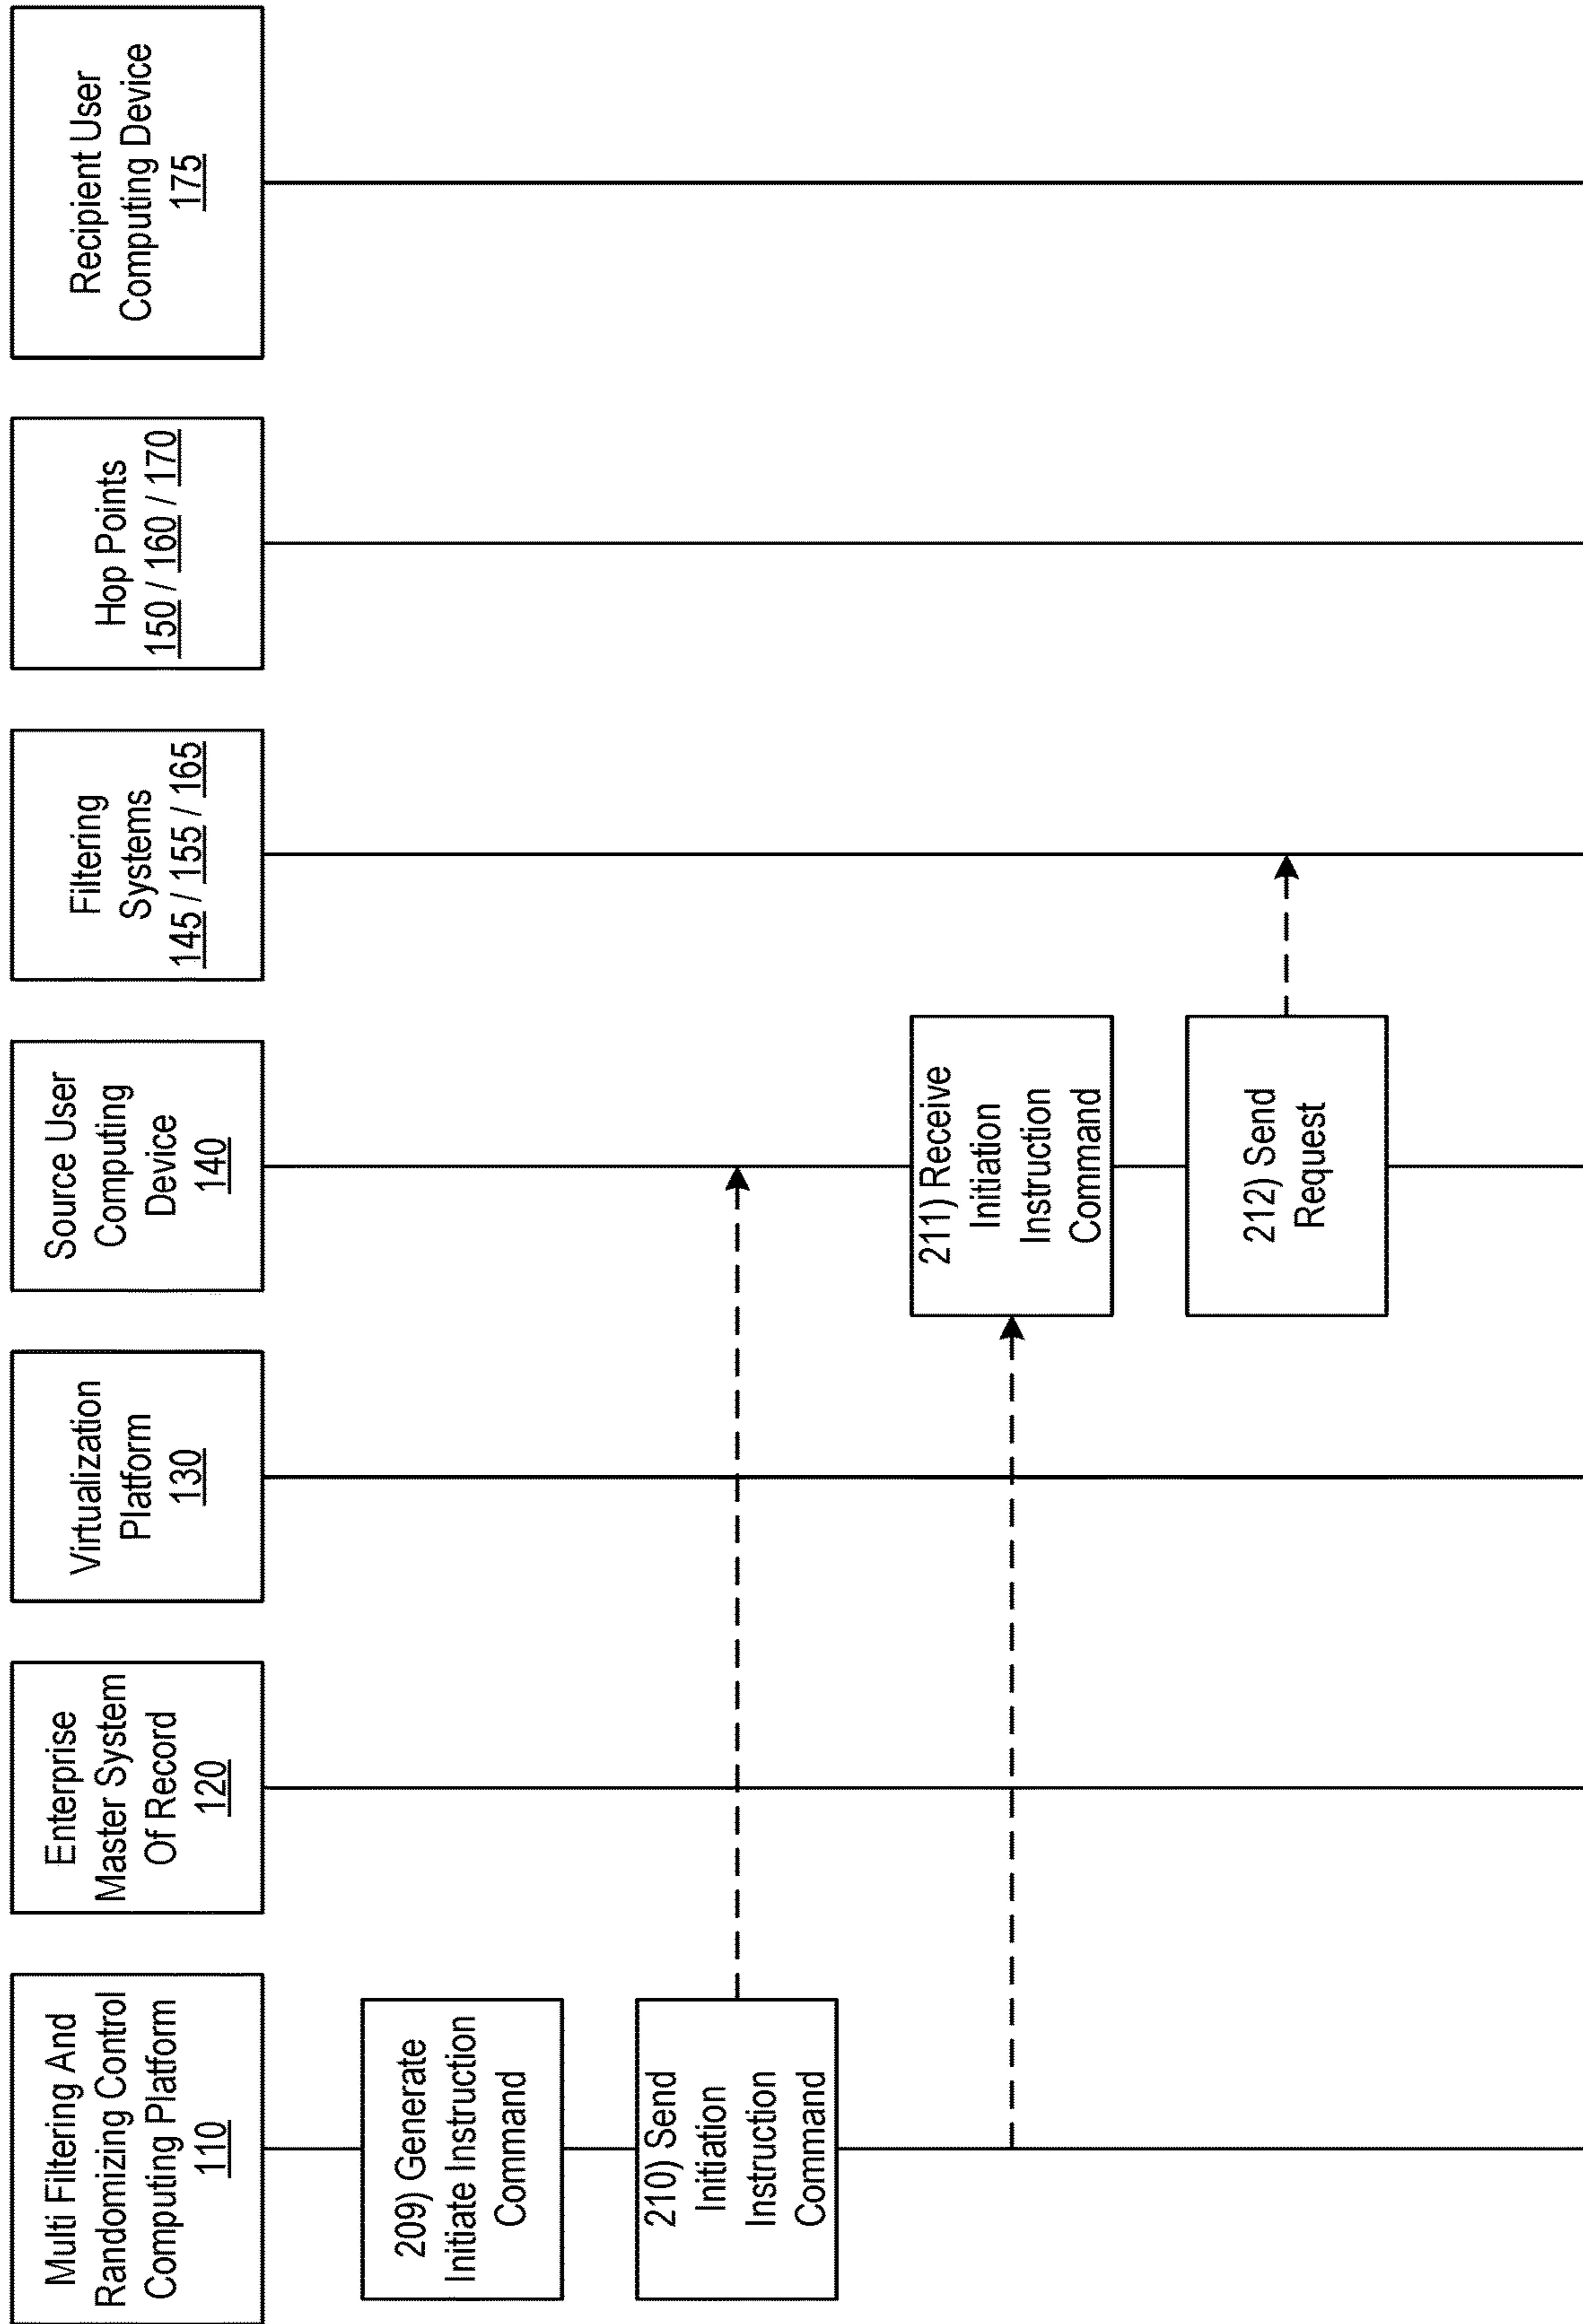 Multi Filtering And
Randomizing Control
Computing Platform
110
Enterprise
Master System
Of Record
120
Virtualization
Platform
130
Source User
Computing
Device
140
Filtering
Systems
145 / 155 / 165
Hop Points
150 / 160 / 170
Recipient User
Computing Device
175
209) Generate
Initiate Instruction
Command
210) Send
Initiation
Instruction
Command
211) Receive
Initiation
Instruction
Command
212) Send
Request